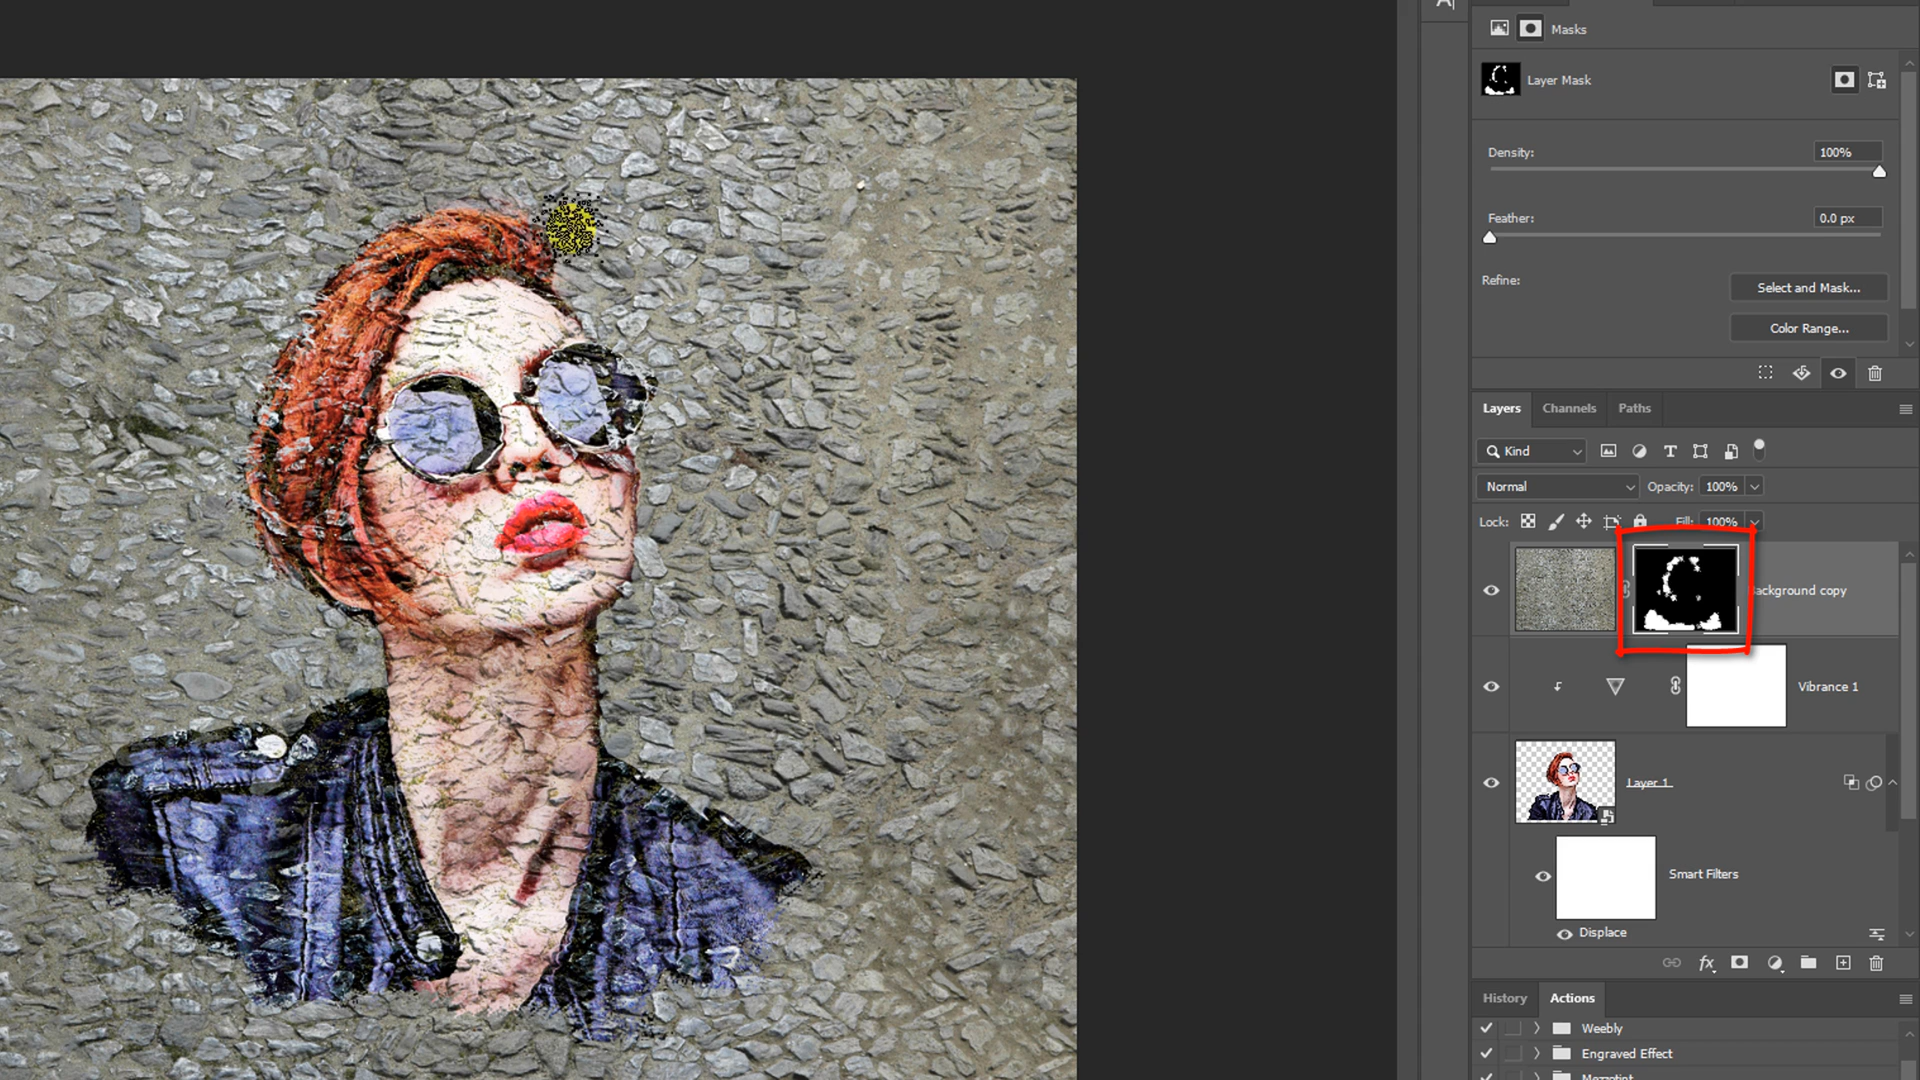 A|
Masks
Layer Mask
Density: 100%
Feather: 0.0 px
Refine:
Select and Mask...
Color Range...
Layers Channels Paths
Kind
Normal Opacity: 100%
Lock: Fill: 100%
Background copy
Vibrance 1
Layer 1
Smart Filters
Displace
fx
History Actions
Weebly
Engraved Effect
Mezzotint